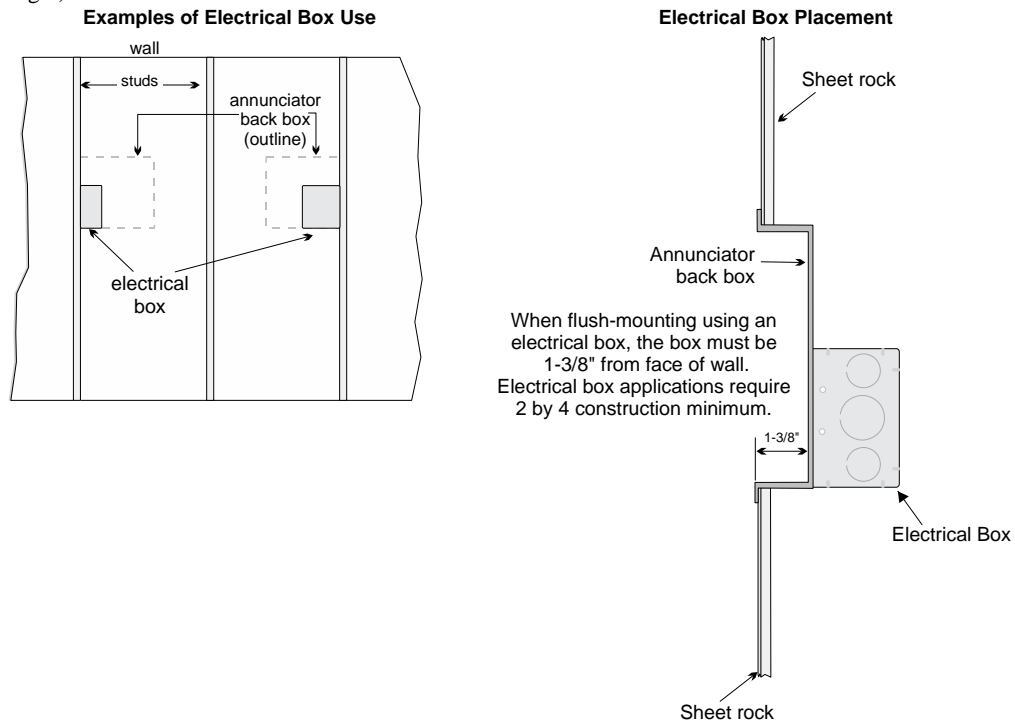 Examples of Electrical Box Use
wall
studs
annunciator
back box
(outline)
electrical
box
Electrical Box Placement
Sheet rock
Annunciator
back box
When flush-mounting using an
electrical box, the box must be
1-3/8" from face of wall.
Electrical box applications require
2 by 4 construction minimum.
1-3/8"
Electrical Box
Sheet rock